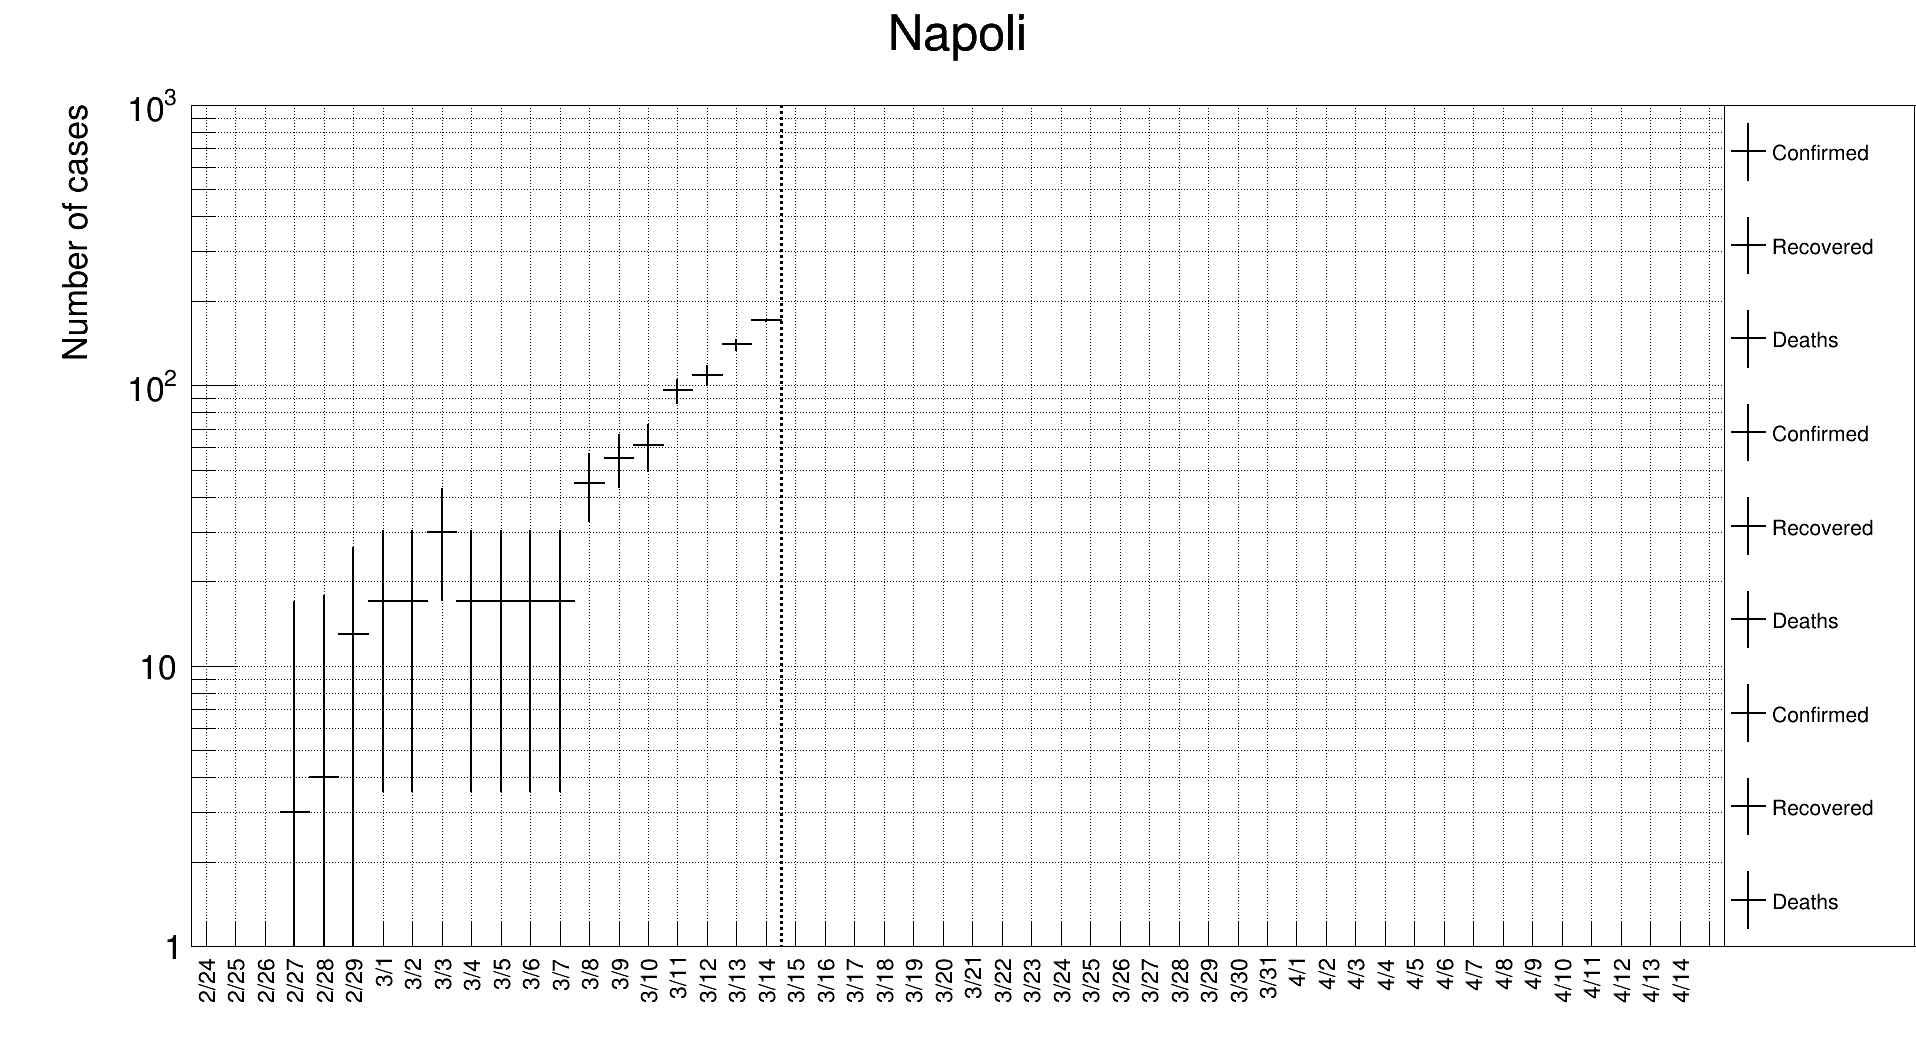 Napoli
Number of cases
10³
10²
10
1
2/24 2/25 2/26 2/27 2/28 2/29 3/1 3/2 3/3 3/4 3/5 3/6 3/7 3/8 3/9 3/10 3/11 3/12 3/13 3/14 3/15 3/16 3/17 3/18 3/19 3/20 3/21 3/22 3/23 3/24 3/25 3/26 3/27 3/28 3/29 3/30 3/31 4/1 4/2 4/3 4/4 4/5 4/6 4/7 4/8 4/9 4/10 4/11 4/12 4/13 4/14
Confirmed
Recovered
Deaths
Confirmed
Recovered
Deaths
Confirmed
Recovered
Deaths